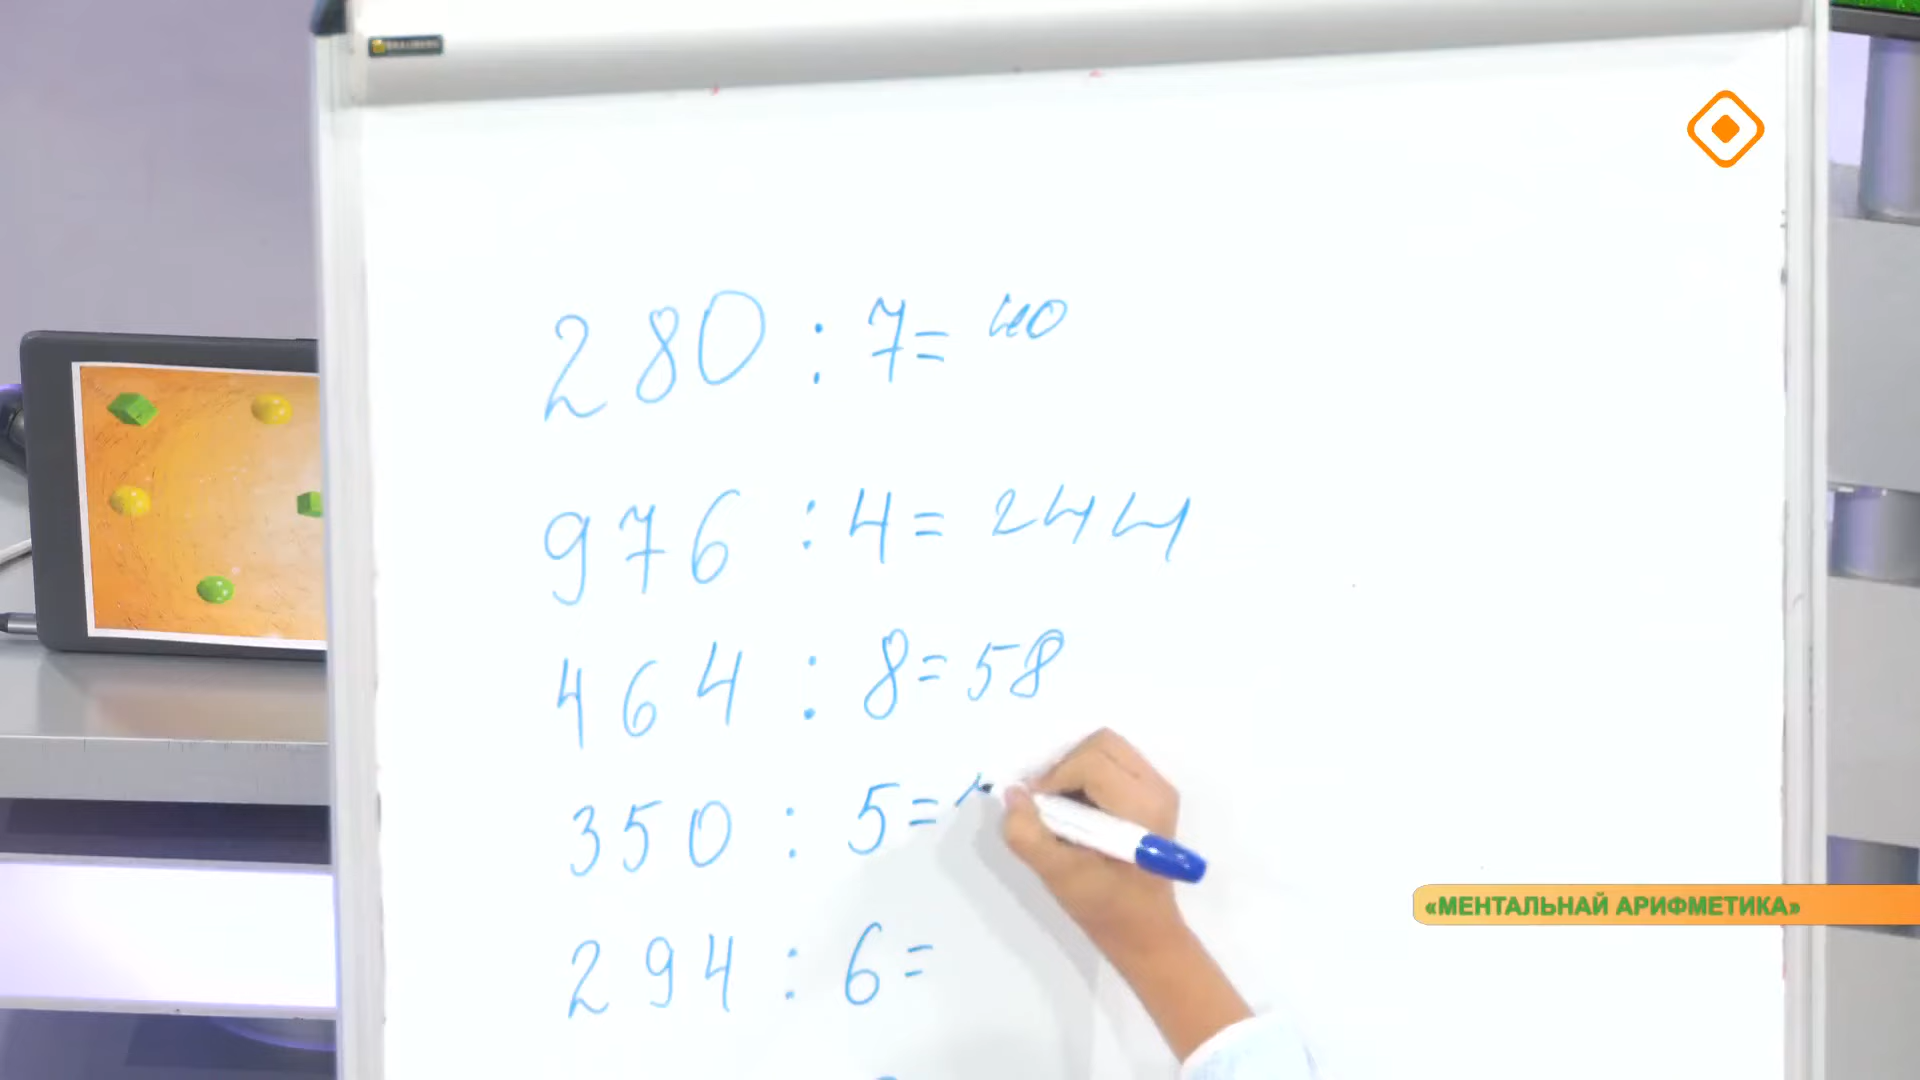 280 : 7 = 40
976 : 4 = 244
464 : 8 = 58
350 : 5 =
294 : 6 =
«МЕНТАЛЬНАЙ АРИФМЕТИКА»